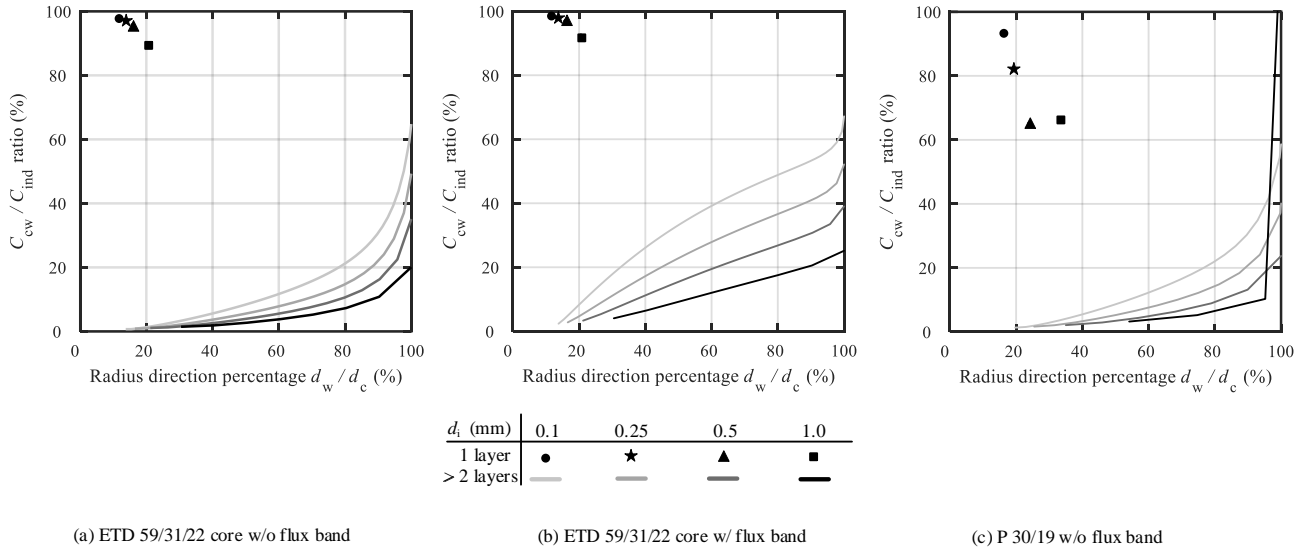 100
80
60
40
20
0
0 20 40 60 80 100
C_cw / C_ind ratio (%)
Radius direction percentage d_w / d_c (%)
100
80
60
40
20
0
0 20 40 60 80 100
C_cw / C_ind ratio (%)
Radius direction percentage d_w / d_c (%)
100
80
60
40
20
0
0 20 40 60 80 100
C_cw / C_ind ratio (%)
Radius direction percentage d_w / d_c (%)
d_i (mm) 0.1 0.25 0.5 1.0
1 layer
> 2 layers
(a) ETD 59/31/22 core w/o flux band
(b) ETD 59/31/22 core w/ flux band
(c) P 30/19 w/o flux band